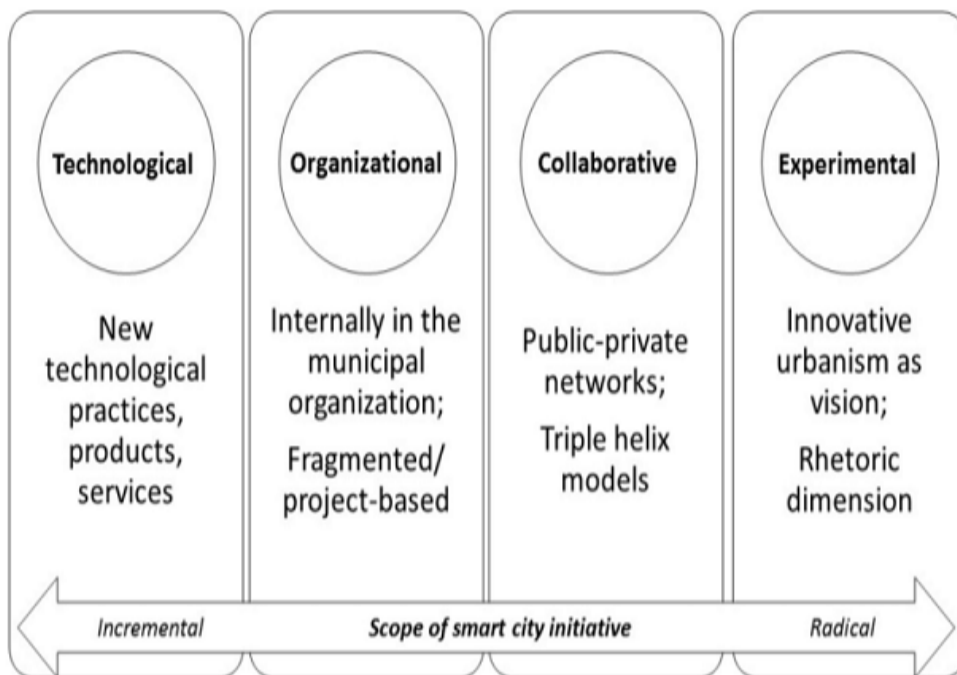 Technological
New
technological
practices,
products,
services
Organizational
Internally in the
municipal
organization;
Fragmented/
project-based
Collaborative
Public-private
networks;
Triple helix
models
Experimental
Innovative
urbanism as
vision;
Rhetoric
dimension
Incremental
Scope of smart city initiative
Radical